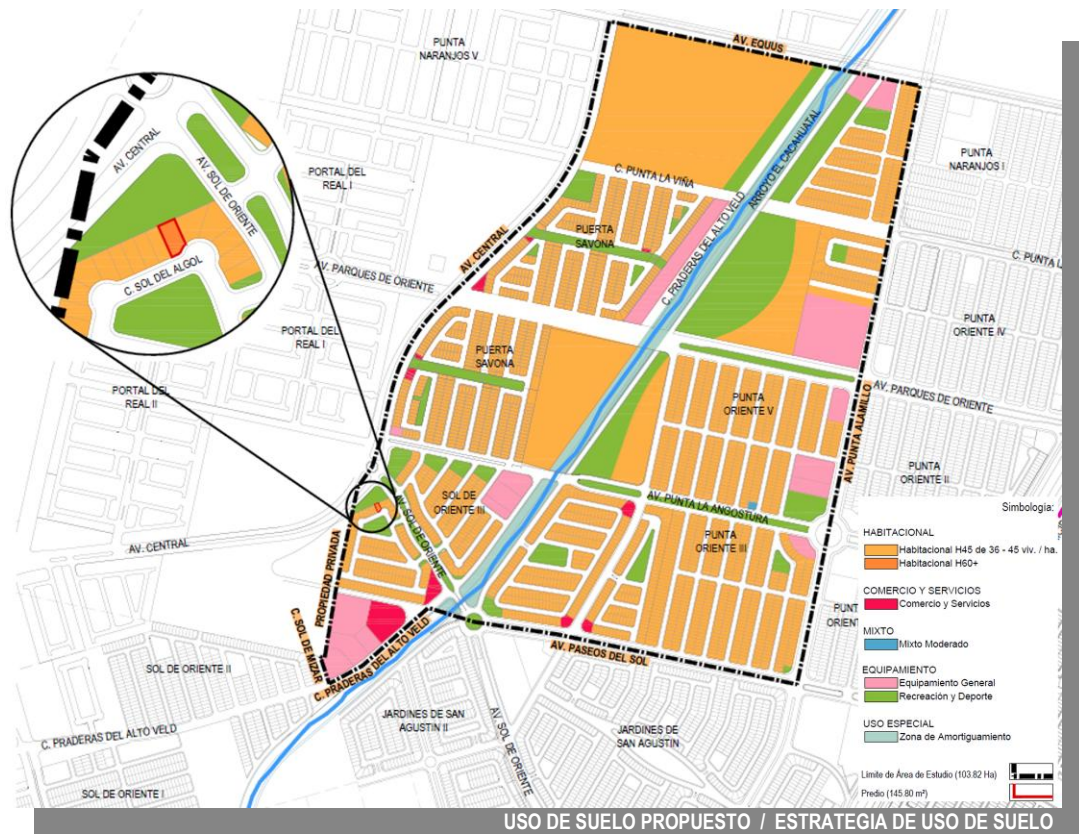 AV. EQUUS
PUNTA
NARANJOS V
AV. CENTRAL
AV. SOL DE ORIENTE
C. SOL DEL ALGOL
PORTAL DEL
REAL I
C. PUNTA LA VIÑA
ARROYO EL CACAHUATAL
PUNTA
NARANJOS I
C. PRADERAS DEL ALTO VELD
PUERTA
SAVONA
AV. CENTRAL
C. PUNTA L
AV. PARQUES DE ORIENTE
PORTAL DEL
REAL I
PUNTA
ORIENTE IV
PUERTA
SAVONA
PORTAL DEL
REAL II
AV. PARQUES DE ORIENTE
PUNTA
ORIENTE V
AV. PUNTA ALAMILLO
PUNTA
ORIENTE II
SOL DE
ORIENTE III
AV. PUNTA LA ANGOSTURA
AV. SOL DE ORIENTE
PUNTA
ORIENTE III
AV. CENTRAL
PROPIEDAD PRIVADA
PUNT
ORIEN
C. SOL DE MIZAR
AV. PASEOS DEL SOL
SOL DE ORIENTE II
C. PRADERAS DEL ALTO VELD
JARDINES DE SAN
AGUSTIN II
AV. SOL DE ORIENTE
JARDINES DE
SAN AGUSTIN
C. PRADERAS DEL ALTO VELD
SOL DE ORIENTE I
Simbología:
HABITACIONAL
Habitacional H45 de 36 - 45 viv. / ha.
Habitacional H60+
COMERCIO Y SERVICIOS
Comercio y Servicios
MIXTO
Mixto Moderado
EQUIPAMIENTO
Equipamiento General
Recreación y Deporte
USO ESPECIAL
Zona de Amortiguamiento
Límite de Área de Estudio (103.82 Ha)
Predio (145.80 m²)
USO DE SUELO PROPUESTO / ESTRATEGIA DE USO DE SUELO